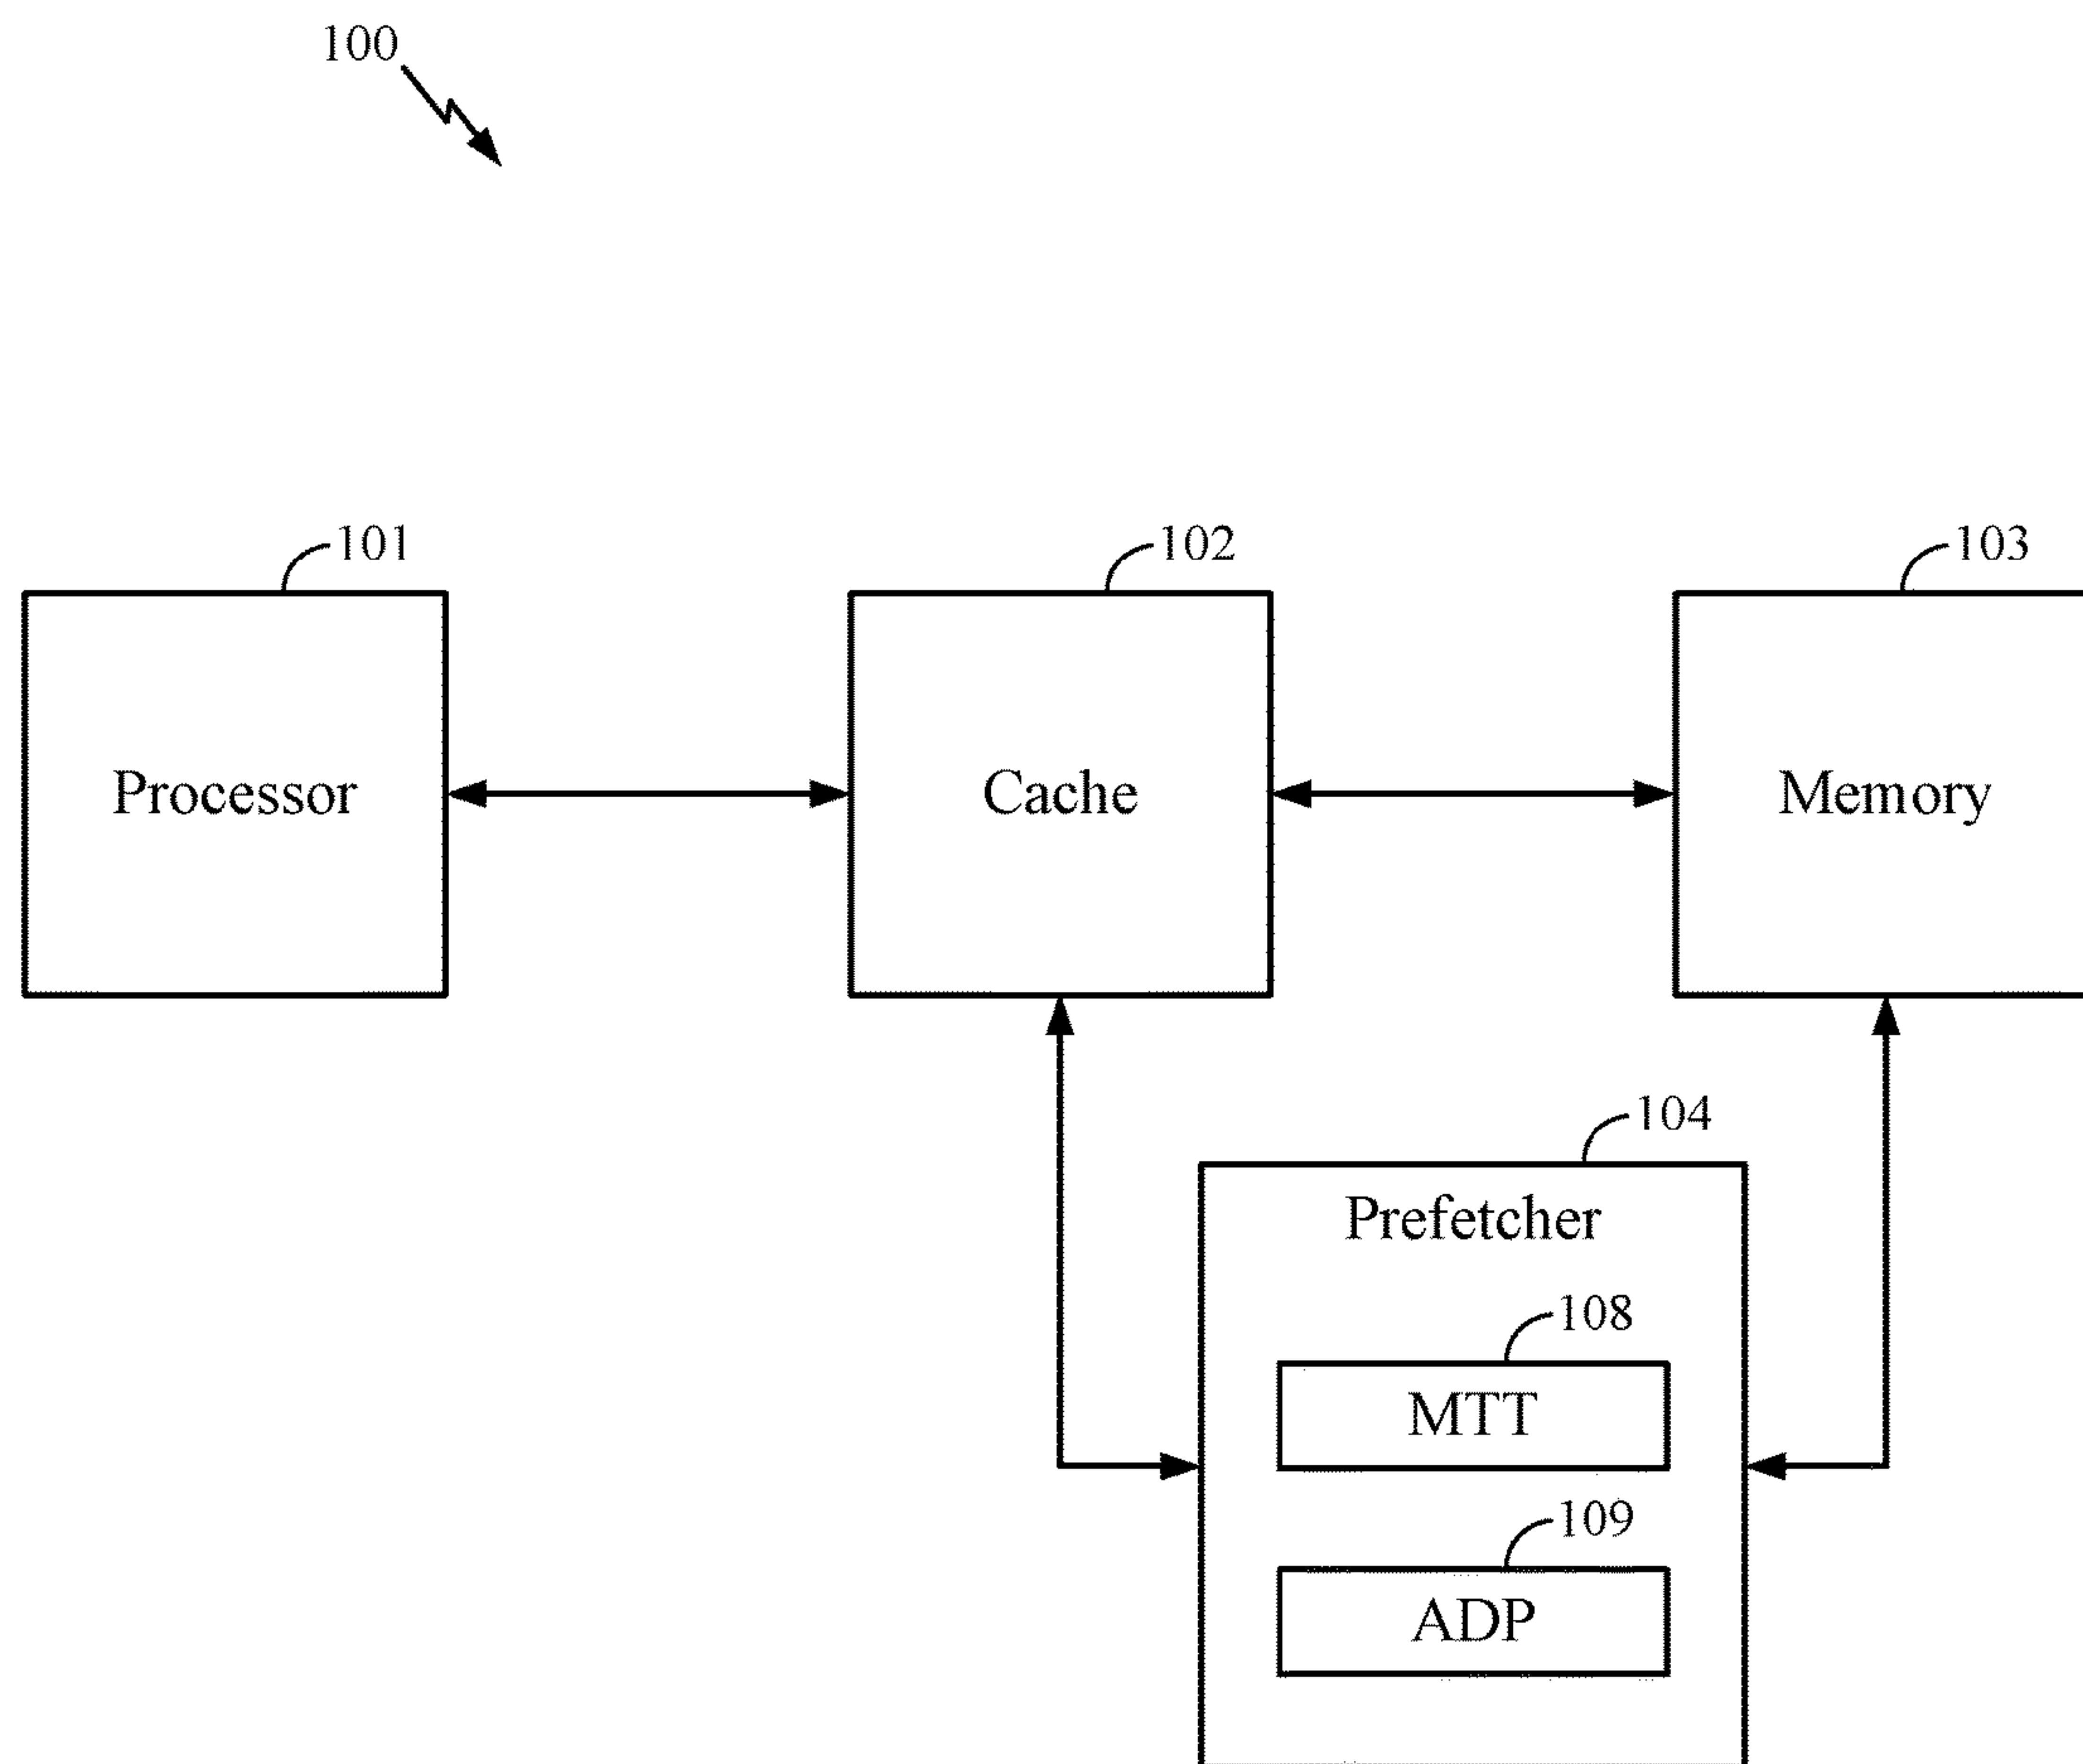 100
101
102
103
Processor
Cache
Memory
104
Prefetcher
108
MTT
109
ADP